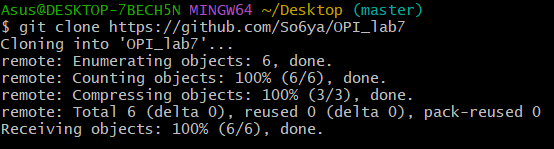 Asus@DESKTOP-7BECH5N MINGW64 ~/Desktop (master)
$ git clone https://github.com/So6ya/OPI_lab7
Cloning into 'OPI_lab7'...
remote: Enumerating objects: 6, done.
remote: Counting objects: 100% (6/6), done.
remote: Compressing objects: 100% (3/3), done.
remote: Total 6 (delta 0), reused 0 (delta 0), pack-reused 0
Receiving objects: 100% (6/6), done.